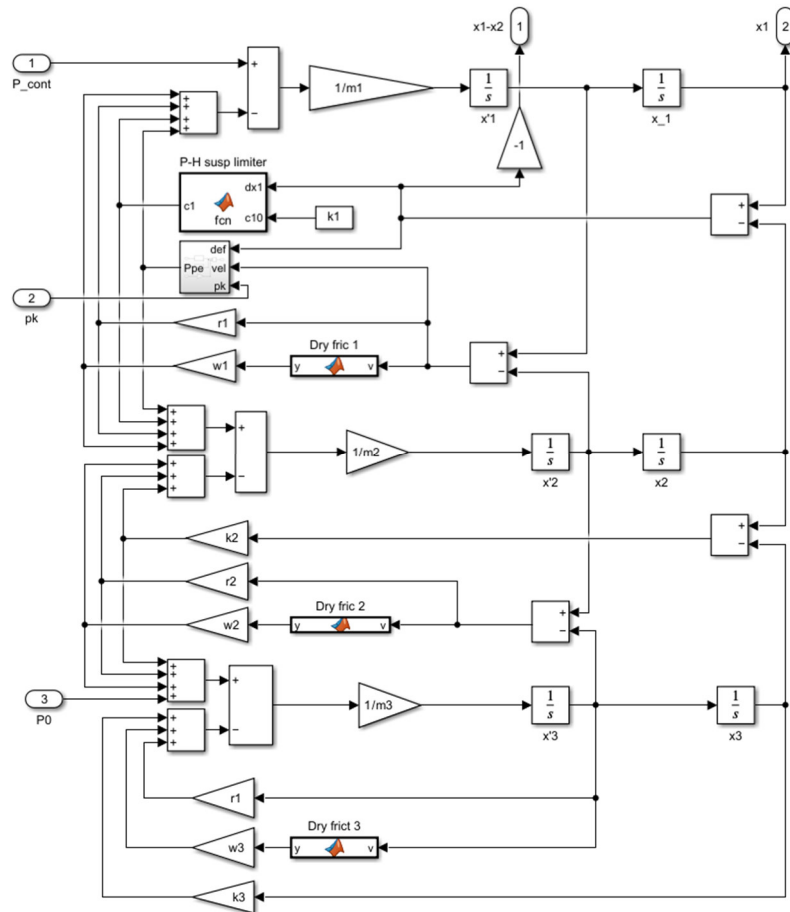 x1-x2
1
x1
2
1
P_cont
+
−
+
+
+
+
1/m1
1
s
x'1
1
s
x_1
-1
P-H susp limiter
c1
fcn
dx1
c10
k1
+
−
Ppe
def
vel
pk
2
pk
r1
Dry fric 1
w1
y
v
+
−
+
+
+
+
+
−
+
+
+
1/m2
1
s
x'2
1
s
x2
+
−
k2
r2
Dry fric 2
w2
y
v
+
−
+
+
+
+
3
P0
+
−
+
+
+
1/m3
1
s
x'3
1
s
x3
r1
Dry frict 3
w3
y
v
k3